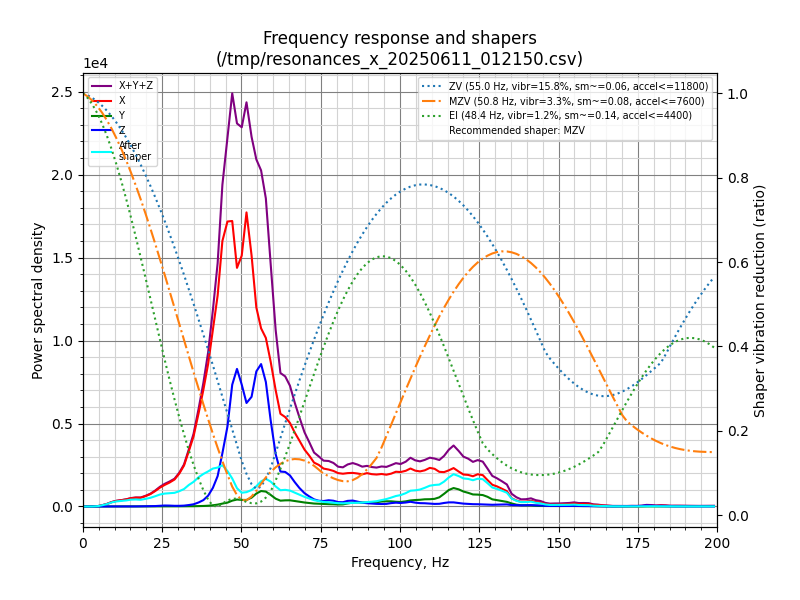 Frequency response and shapers
(/tmp/resonances_x_20250611_012150.csv)
1e4
X+Y+Z
X
Y
Z
After
shaper
ZV (55.0 Hz, vibr=15.8%, sm~=0.06, accel<=11800)
MZV (50.8 Hz, vibr=3.3%, sm~=0.08, accel<=7600)
EI (48.4 Hz, vibr=1.2%, sm~=0.14, accel<=4400)
Recommended shaper: MZV
Power spectral density
2.5
2.0
1.5
1.0
0.5
0.0
1.0
0.8
0.6
0.4
0.2
0.0
Shaper vibration reduction (ratio)
0 25 50 75 100 125 150 175 200
Frequency, Hz